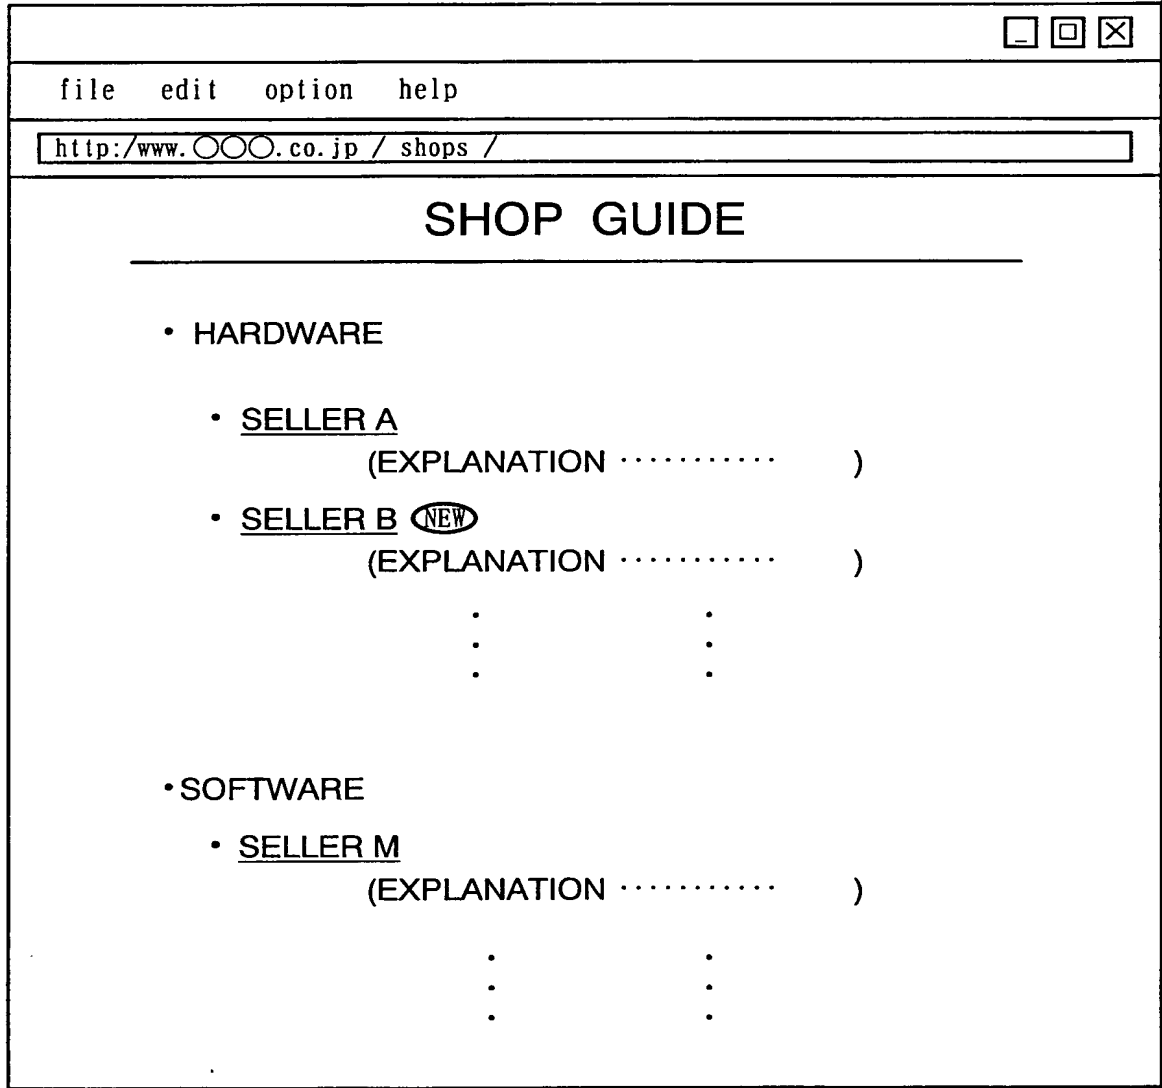 file edit option help
http:/www.○○○.co.jp / shops /
SHOP GUIDE
• HARDWARE
• SELLER A
(EXPLANATION ··········· )
• SELLER B NEW
(EXPLANATION ··········· )
•SOFTWARE
• SELLER M
(EXPLANATION ··········· )